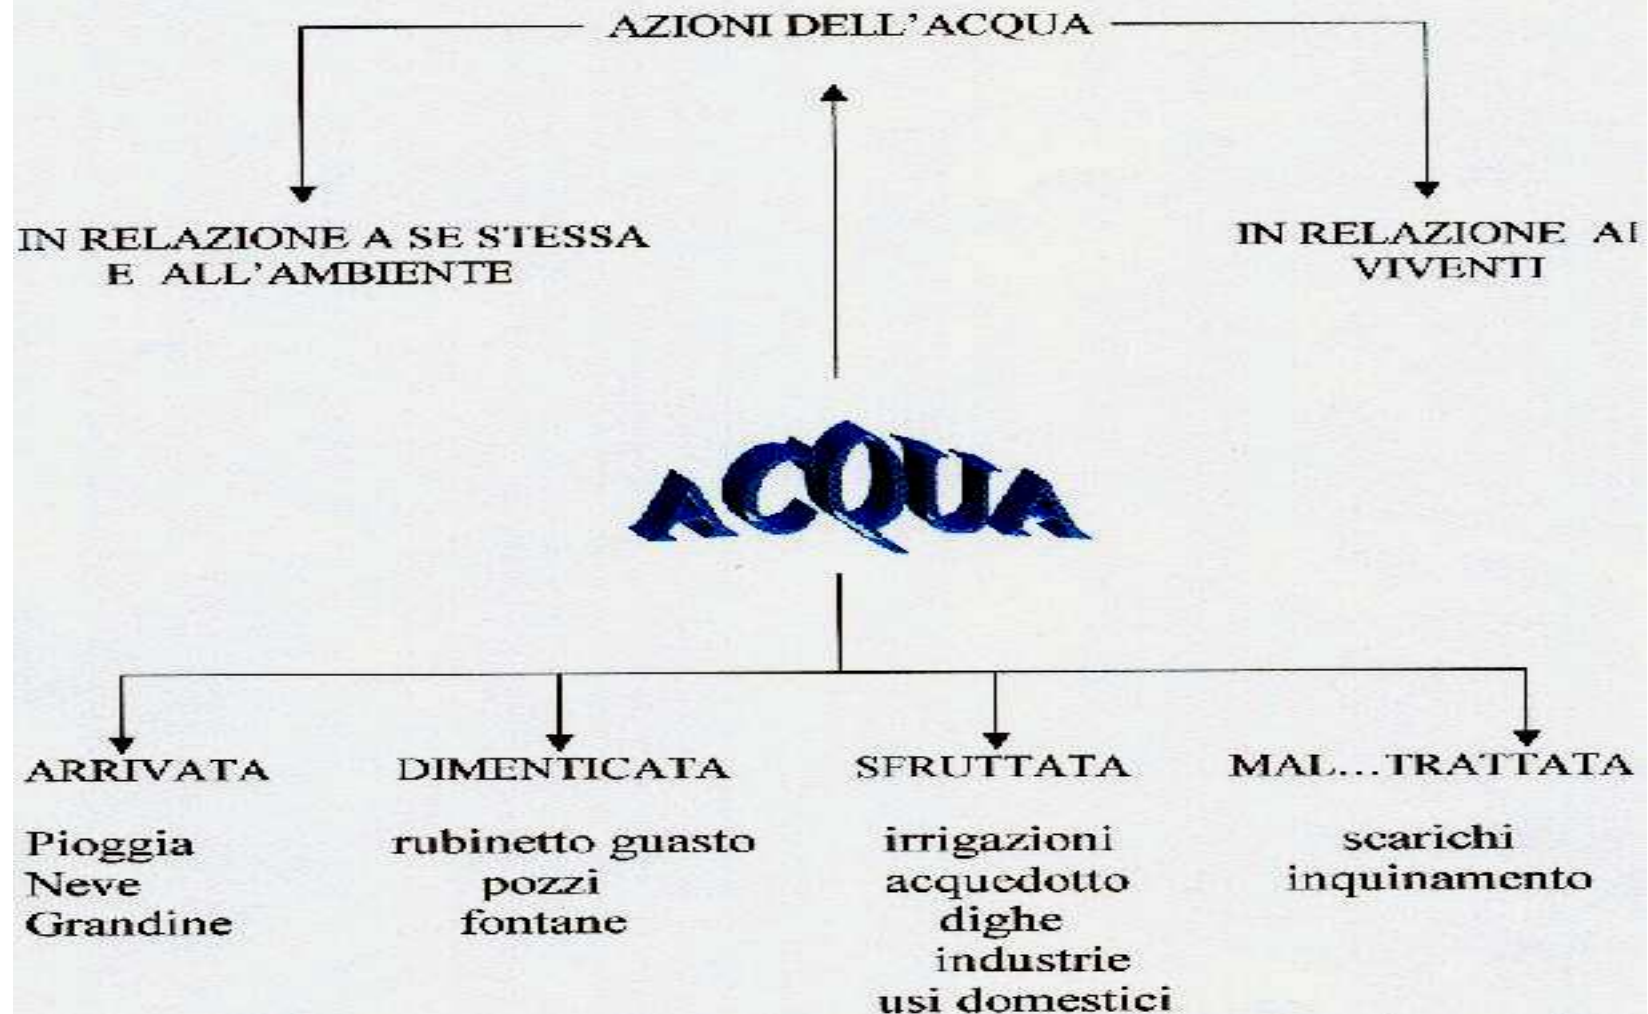 AZIONI DELL'ACQUA
IN RELAZIONE A SE STESSA
E ALL'AMBIENTE
IN RELAZIONE AI
VIVENTI
ACQUA
ARRIVATA
Pioggia
Neve
Grandine
DIMENTICATA
rubinetto guasto
pozzi
fontane
SFRUTTATA
irrigazioni
acquedotto
dighe
industrie
usi domestici
MAL...TRATTATA
scarichi
inquinamento